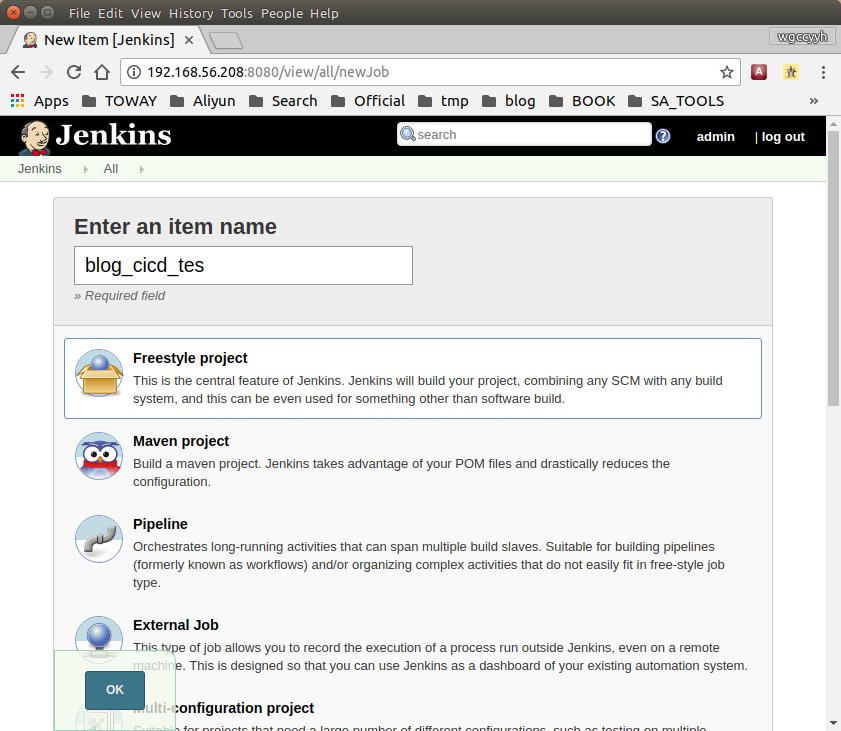 File Edit View History Tools People Help
New Item [Jenkins]
wgccyyh
192.168.56.208:8080/view/all/newJob
Apps TOWAY Aliyun Search Official tmp blog BOOK SA_TOOLS »
Jenkins search admin | log out
Jenkins All
Enter an item name
blog_cicd_tes
» Required field
Freestyle project
This is the central feature of Jenkins. Jenkins will build your project, combining any SCM with any build
system, and this can be even used for something other than software build.
Maven project
Build a maven project. Jenkins takes advantage of your POM files and drastically reduces the
configuration.
Pipeline
Orchestrates long-running activities that can span multiple build slaves. Suitable for building pipelines
(formerly known as workflows) and/or organizing complex activities that do not easily fit in free-style job
type.
External Job
This type of job allows you to record the execution of a process run outside Jenkins, even on a remote
machine. This is designed so that you can use Jenkins as a dashboard of your existing automation system.
OK
Multi-configuration project
Suitable for projects that need a large number of different configurations, such as testing on multiple